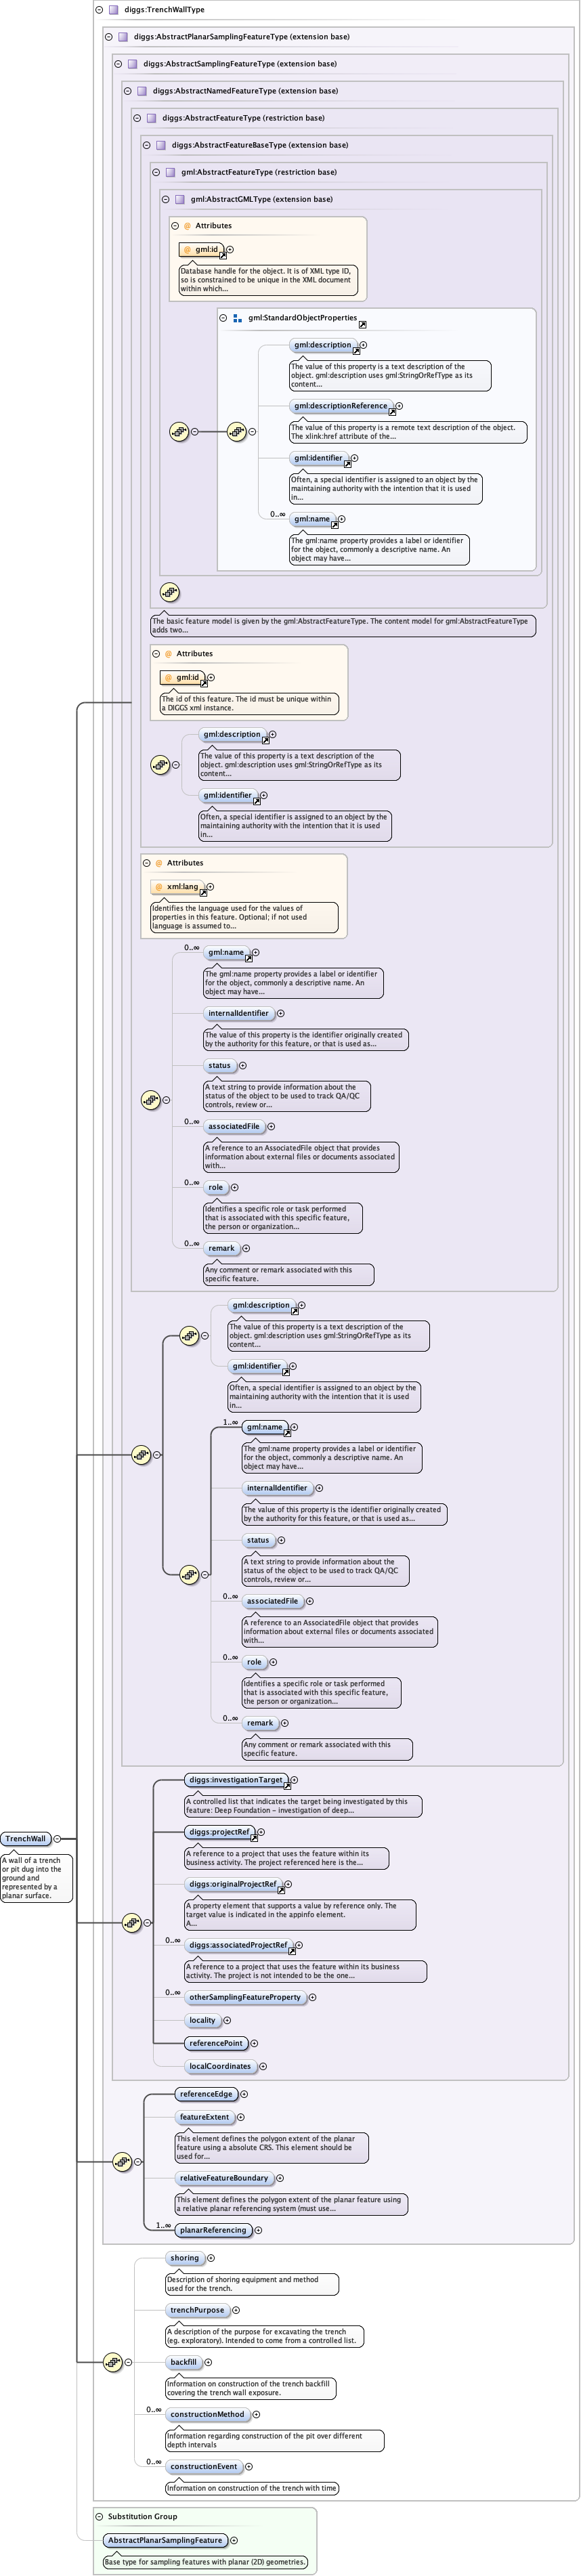 diggs:TrenchWallType
diggs:AbstractPlanarSamplingFeatureType (extension base)
diggs:AbstractSamplingFeatureType (extension base)
diggs:AbstractNamedFeatureType (extension base)
diggs:AbstractFeatureType (restriction base)
diggs:AbstractFeatureBaseType (extension base)
gml:AbstractFeatureType (restriction base)
gml:AbstractGMLType (extension base)
@ Attributes
@ gml:id
Database handle for the object. It is of XML type ID,
so is constrained to be unique in the XML document
within which...
gml:StandardObjectProperties
gml:description
The value of this property is a text description of the
object. gml:description uses gml:StringOrRefType as its
content...
gml:descriptionReference
The value of this property is a remote text description of the object.
The xlink:href attribute of the...
gml:identifier
Often, a special identifier is assigned to an object by the
maintaining authority with the intention that it is used
in...
0..∞
gml:name
The gml:name property provides a label or identifier
for the object, commonly a descriptive name. An
object may have...
The basic feature model is given by the gml:AbstractFeatureType. The content model for gml:AbstractFeatureType
adds two...
@ Attributes
@ gml:id
The id of this feature. The id must be unique within
a DIGGS xml instance.
gml:description
The value of this property is a text description of the
object. gml:description uses gml:StringOrRefType as its
content...
gml:identifier
Often, a special identifier is assigned to an object by the
maintaining authority with the intention that it is used
in...
@ Attributes
@ xml:lang
Identifies the language used for the values of
properties in this feature. Optional; if not used
language is assumed to...
0..∞
gml:name
The gml:name property provides a label or identifier
for the object, commonly a descriptive name. An
object may have...
internalIdentifier
The value of this property is the identifier originally created
by the authority for this feature, or that is used as...
status
A text string to provide information about the
status of the object to be used to track QA/QC
controls, review or...
0..∞
associatedFile
A reference to an AssociatedFile object that provides
information about external files or documents associated
with...
0..∞
role
Identifies a specific role or task performed
that is associated with this specific feature,
the person or organization...
0..∞
remark
Any comment or remark associated with this
specific feature.
gml:description
The value of this property is a text description of the
object. gml:description uses gml:StringOrRefType as its
content...
gml:identifier
Often, a special identifier is assigned to an object by the
maintaining authority with the intention that it is used
in...
1..∞
gml:name
The gml:name property provides a label or identifier
for the object, commonly a descriptive name. An
object may have...
internalIdentifier
The value of this property is the identifier originally created
by the authority for this feature, or that is used as...
status
A text string to provide information about the
status of the object to be used to track QA/QC
controls, review or...
0..∞
associatedFile
A reference to an AssociatedFile object that provides
information about external files or documents associated
with...
0..∞
role
Identifies a specific role or task performed
that is associated with this specific feature,
the person or organization...
0..∞
remark
Any comment or remark associated with this
specific feature.
diggs:investigationTarget
A controlled list that indicates the target being investigated by this
feature: Deep Foundation - investigation of deep...
TrenchWall
A wall of a trench
or pit dug into the
ground and
represented by a
planar surface.
diggs:projectRef
A reference to a project that uses the feature within its
business activity. The project referenced here is the...
diggs:originalProjectRef
A property element that supports a value by reference only. The
target value is indicated in the appinfo element.
A...
0..∞
diggs:associatedProjectRef
A reference to a project that uses the feature within its business
activity. The project is not intended to be the one...
0..∞
otherSamplingFeatureProperty
locality
referencePoint
localCoordinates
referenceEdge
featureExtent
This element defines the polygon extent of the planar
feature using a absolute CRS. This element should be
used for...
relativeFeatureBoundary
This element defines the polygon extent of the planar feature using
a relative planar referencing system (must use...
1..∞
planarReferencing
shoring
Description of shoring equipment and method
used for the trench.
trenchPurpose
A description of the purpose for excavating the trench
(eg. exploratory). Intended to come from a controlled list.
backfill
Information on construction of the trench backfill
covering the trench wall exposure.
0..∞
constructionMethod
Information regarding construction of the pit over different
depth intervals
0..∞
constructionEvent
Information on construction of the trench with time
Substitution Group
AbstractPlanarSamplingFeature
Base type for sampling features with planar (2D) geometries.